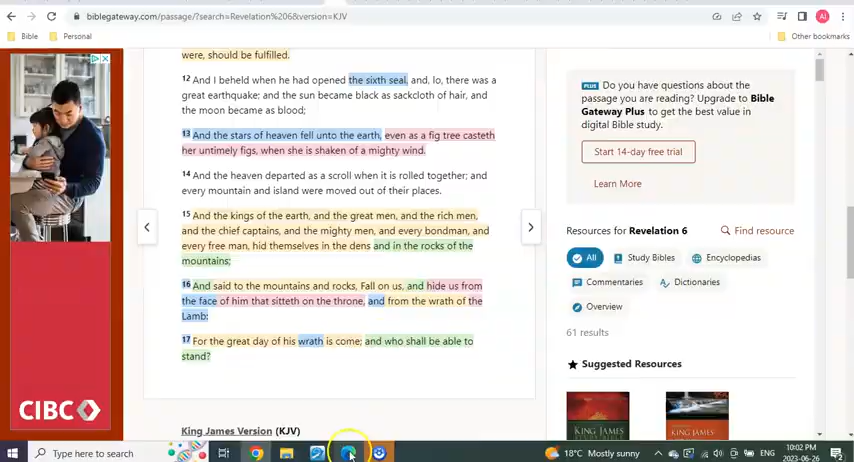 biblegateway.com/passage/?search=Revelation%206&version=KJV
AI
Bible
Personal
Other bookmarks
were, should be fulfilled.
12 And I beheld when he had opened the sixth seal, and, lo, there was a
great earthquake; and the sun became black as sackcloth of hair, and
the moon became as blood;
13 And the stars of heaven fell unto the earth, even as a fig tree casteth
her untimely figs, when she is shaken of a mighty wind.
14 And the heaven departed as a scroll when it is rolled together; and
every mountain and island were moved out of their places.
15 And the kings of the earth, and the great men, and the rich men,
and the chief captains, and the mighty men, and every bondman, and
every free man, hid themselves in the dens and in the rocks of the
mountains;
16 And said to the mountains and rocks, Fall on us, and hide us from
the face of him that sitteth on the throne, and from the wrath of the
Lamb:
17 For the great day of his wrath is come; and who shall be able to
stand?
King James Version (KJV)
CIBC
PLUS Do you have questions about the
passage you are reading? Upgrade to Bible
Gateway Plus to get the best value in
digital Bible study.
Start 14-day free trial
Learn More
Resources for Revelation 6
Find resource
All
Study Bibles
Encyclopedias
Commentaries
Dictionaries
Overview
61 results
Suggested Resources
KING JAMES
KING JAMES
Type here to search
18°C Mostly sunny
ENG
10:02 PM
2023-06-26
2